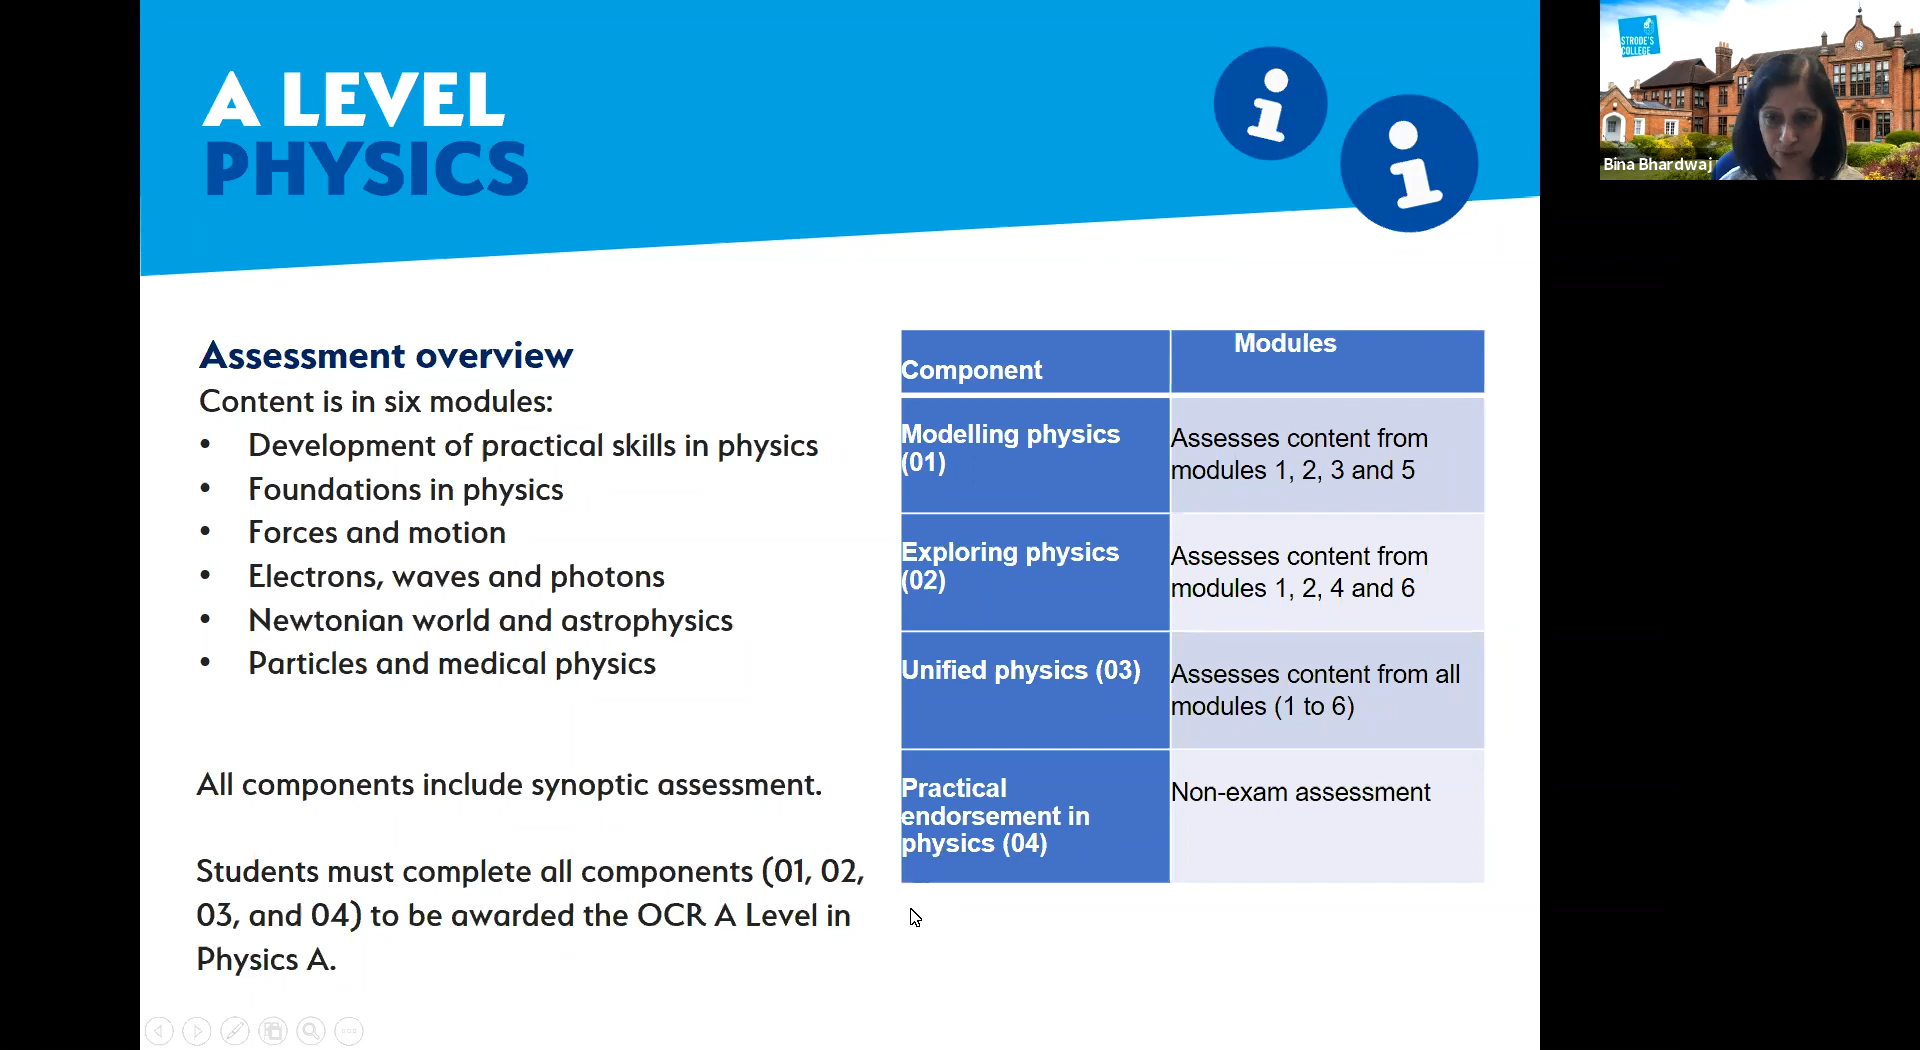 A LEVEL
PHYSICS
STRODE'S
COLLEGE
Bina Bhardwaj
Assessment overview
Content is in six modules:
• Development of practical skills in physics
• Foundations in physics
• Forces and motion
• Electrons, waves and photons
• Newtonian world and astrophysics
• Particles and medical physics
All components include synoptic assessment.
Students must complete all components (01, 02,
03, and 04) to be awarded the OCR A Level in
Physics A.
Component
Modules
Modelling physics
(01)
Assesses content from
modules 1, 2, 3 and 5
Exploring physics
(02)
Assesses content from
modules 1, 2, 4 and 6
Unified physics (03)
Assesses content from all
modules (1 to 6)
Practical
endorsement in
physics (04)
Non-exam assessment